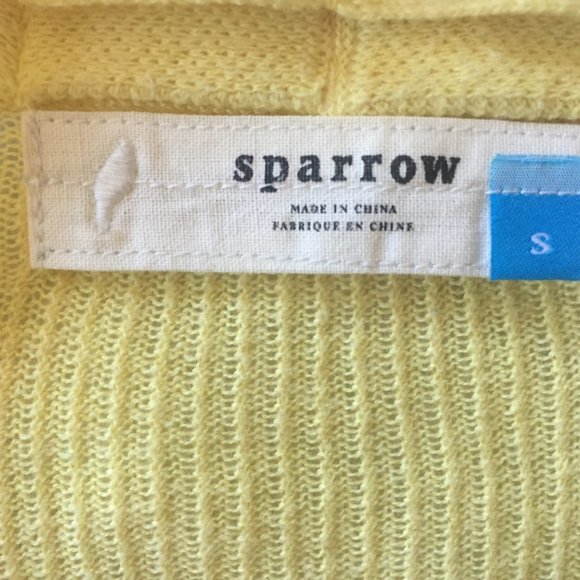 sparrow
MADE IN CHINA
FABRIQUE EN CHINE
S